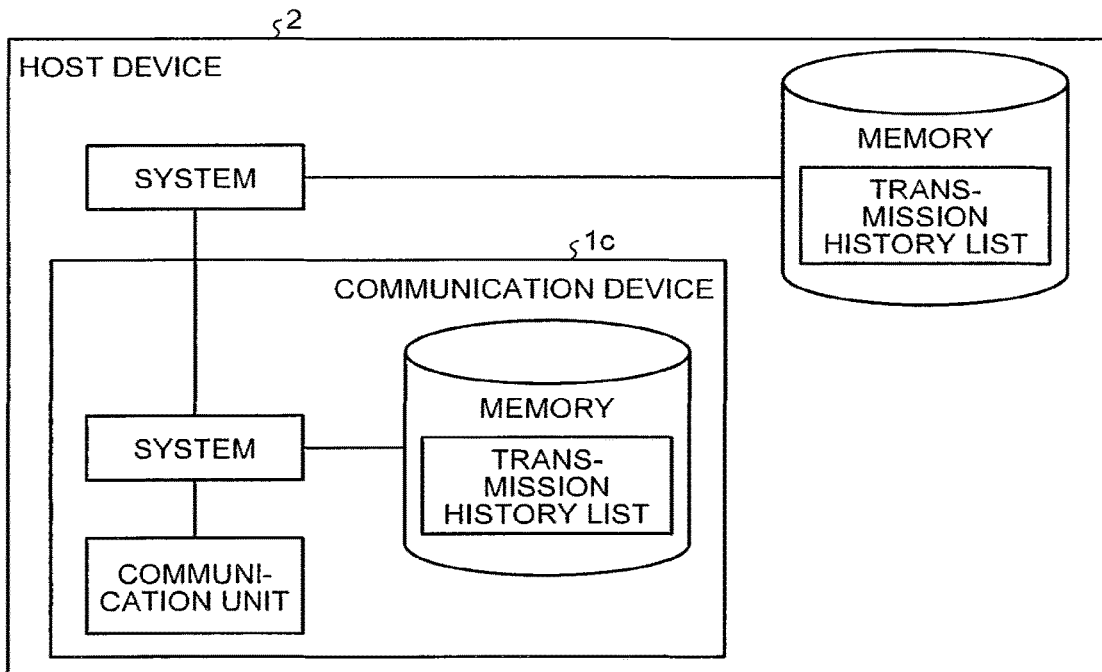 2
HOST DEVICE
MEMORY
TRANS-
MISSION
HISTORY LIST
SYSTEM
1c
COMMUNICATION DEVICE
MEMORY
TRANS-
MISSION
HISTORY LIST
SYSTEM
COMMUNI-
CATION UNIT